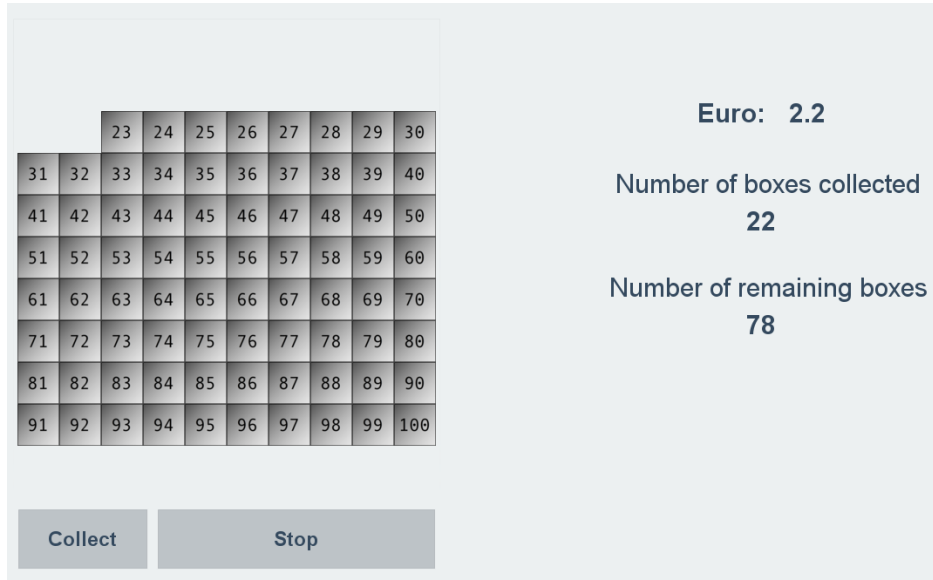 23 24 25 26 27 28 29 30
31 32 33 34 35 36 37 38 39 40
41 42 43 44 45 46 47 48 49 50
51 52 53 54 55 56 57 58 59 60
61 62 63 64 65 66 67 68 69 70
71 72 73 74 75 76 77 78 79 80
81 82 83 84 85 86 87 88 89 90
91 92 93 94 95 96 97 98 99 100
Collect Stop
Euro: 2.2
Number of boxes collected
22
Number of remaining boxes
78